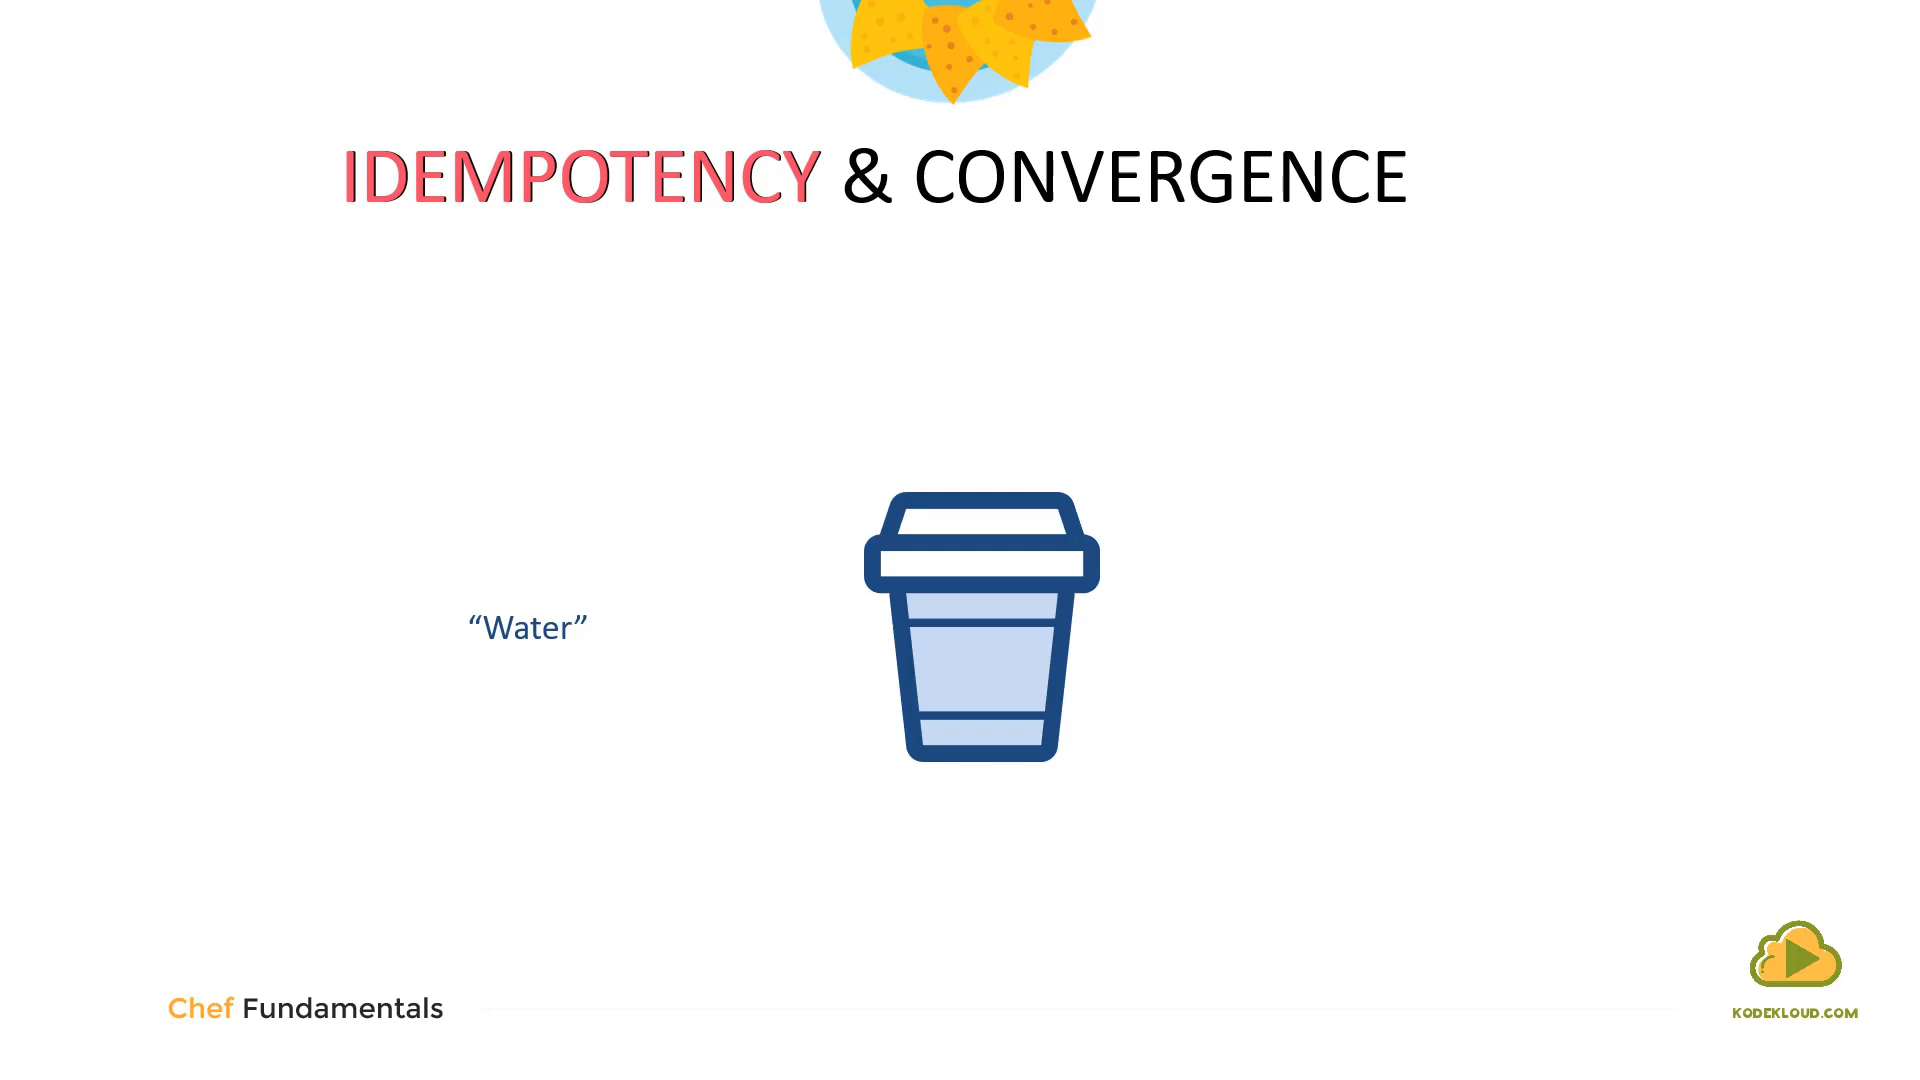 IDEMPOTENCY & CONVERGENCE
“Water”
Chef Fundamentals
KODEKLOUD.COM